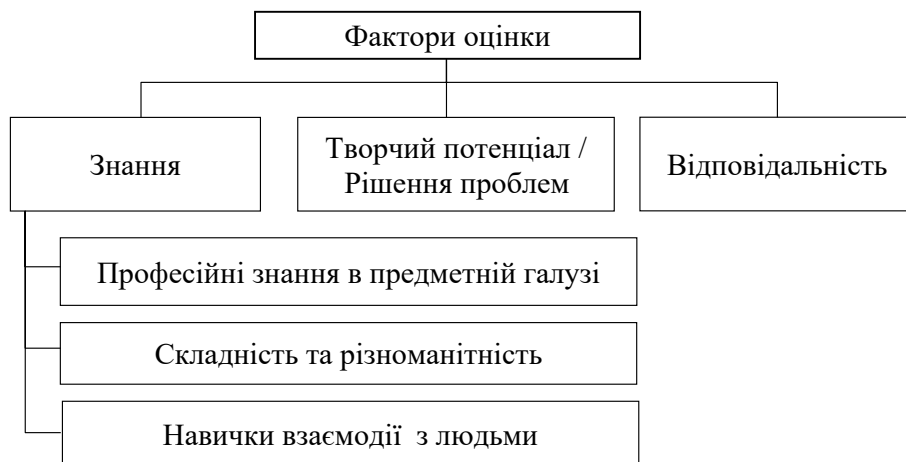 Фактори оцінки
Знання
Творчий потенціал /
Рішення проблем
Відповідальність
Професійні знання в предметній галузі
Складність та різноманітність
Навички взаємодії з людьми